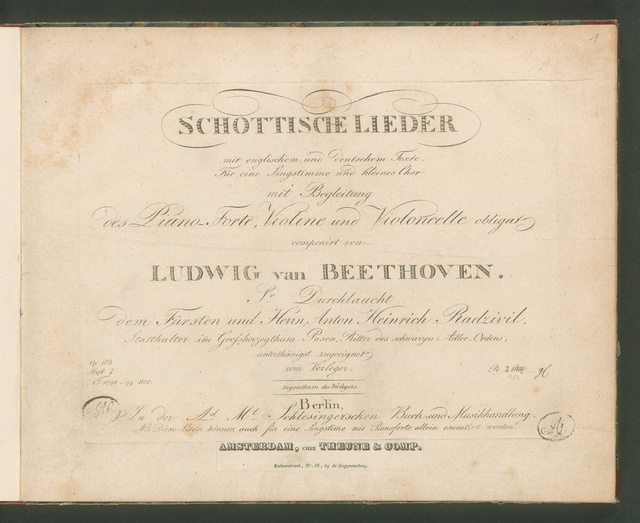 1
SCHOTTISCHE LIEDER
mit englischem und deutschem Texte.
Für eine Singstimme und kleines Chor
mit Begleitung
des Piano-Forte, Violine und Violoncelle obligat
componirt von
LUDWIG van BEETHOVEN.
Sr. Durchlaucht
dem Fürsten und Herrn, Anton Heinrich Radzivil,
Statthalter im Großherzogthum Posen, Ritter des schwarzen Adler-Ordens,
unterthänigst zugeeignet
vom Verleger.
Op. 108
Heft
96
Eigenthum des Verlegers
Berlin,
In der Ad. Mt. Schlesingerschen Buch-und Musikhandlung.
NB. Diese Lieder können auch für eine Singstime mit Pianoforte allein executirt werden
AMSTERDAM, CHEZ THEUNE & COMP.